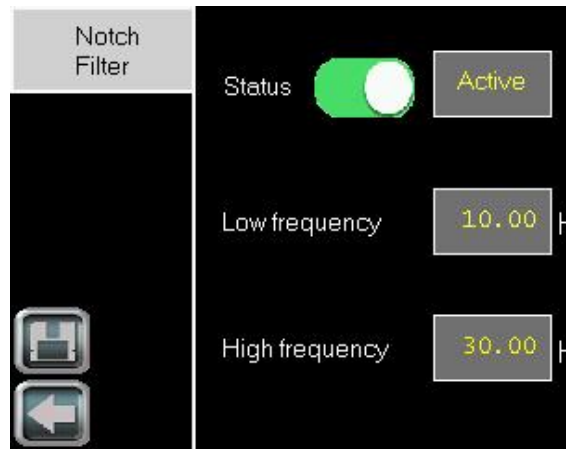 Notch
Filter
Status Active
Low frequency 10.00 H
High frequency 30.00 H